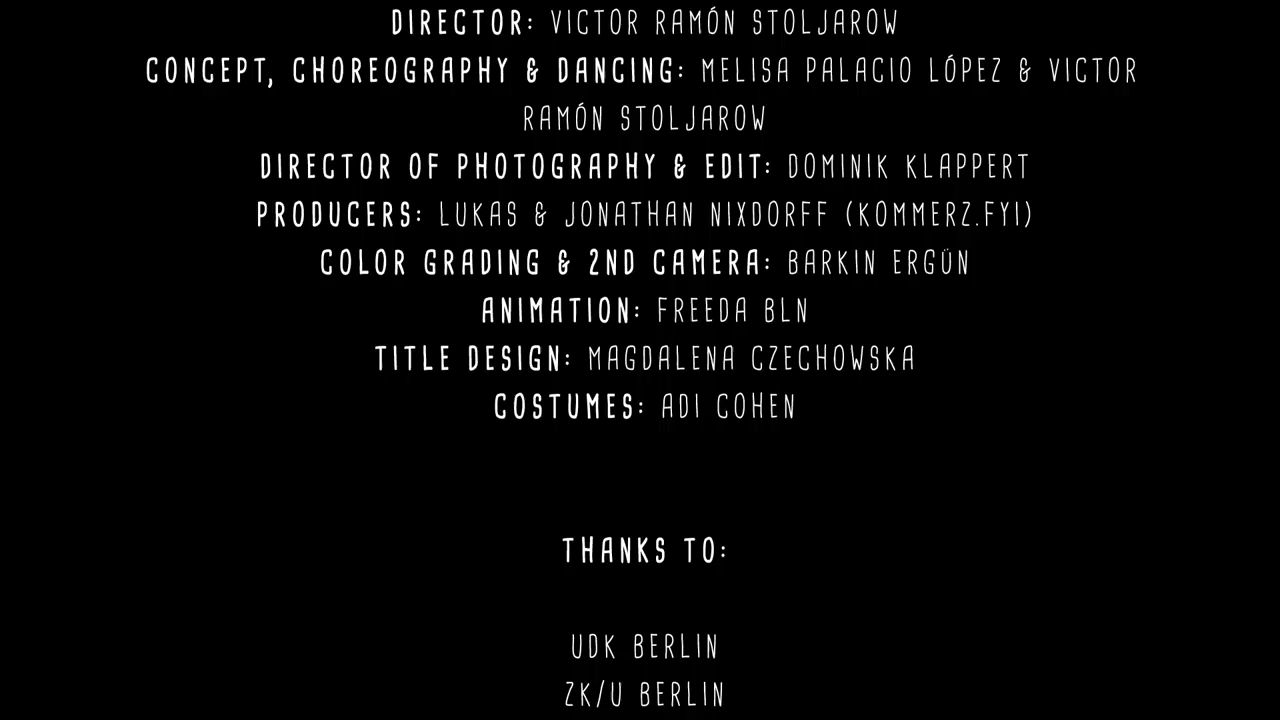 DIRECTOR: VICTOR RAMÓN STOLJAROW
CONCEPT, CHOREOGRAPHY & DANCING: MELISA PALACIO LÓPEZ & VICTOR
RAMÓN STOLJAROW
DIRECTOR OF PHOTOGRAPHY & EDIT: DOMINIK KLAPPERT
PRODUCERS: LUKAS & JONATHAN NIXDORFF (KOMMERZ.FYI)
COLOR GRADING & 2ND CAMERA: BARKIN ERGÜN
ANIMATION: FREEDA BLN
TITLE DESIGN: MAGDALENA CZECHOWSKA
COSTUMES: ADI COHEN
THANKS TO:
UDK BERLIN
ZK/U BERLIN